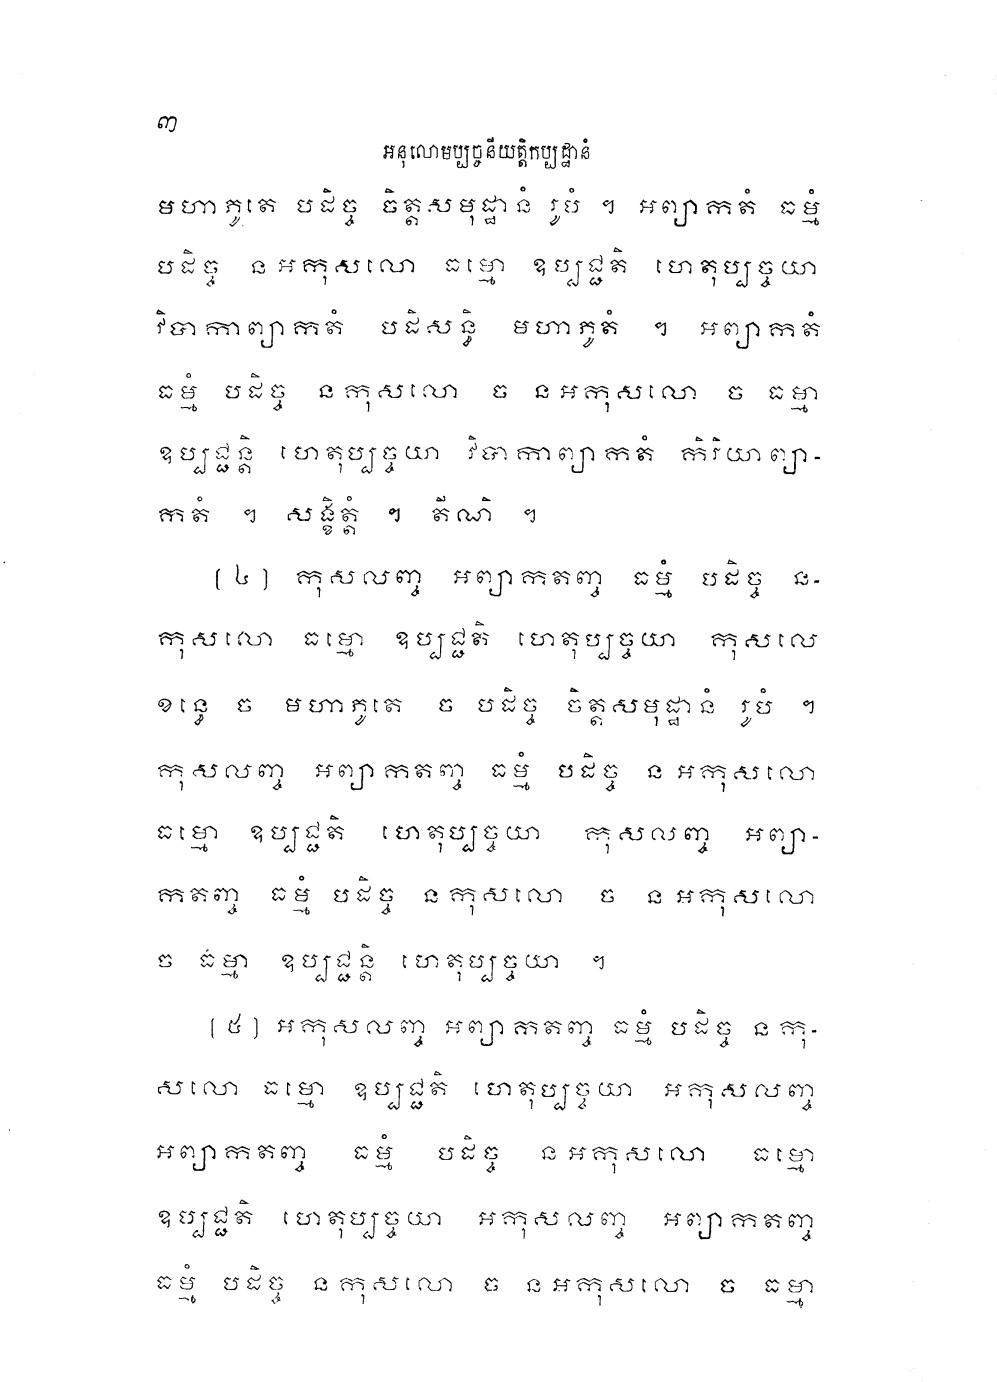 ៣
អនុលោមប្បច្ចនីយត្តិកប្បដ្ឋានំ
មហាភូតេ បដិច្ច ចិត្តសមុដ្ឋានំ រូបំ ។ អព្យាកតំ ធម្មំ
បដិច្ច នអកុសលោ ធម្មោ ឧប្បជ្ជតិ ហេតុប្បច្ចយា
វិបាកាព្យាកតំ បដិសន្ធិ មហាភូតំ ។ អព្យាកតំ
ធម្មំ បដិច្ច នកុសលោ ច នអកុសលោ ច ធម្មា
ឧប្បជ្ជន្តិ ហេតុប្បច្ចយា វិបាកាព្យាកតំ កិរិយាព្យា-
កតំ ។ សង្ខិត្តំ ។ តីណិ ។
(៤) កុសលញ្ច អព្យាកតញ្ច ធម្មំ បដិច្ច ន-
កុសលោ ធម្មោ ឧប្បជ្ជតិ ហេតុប្បច្ចយា កុសលេ
ខន្ធេ ច មហាភូតេ ច បដិច្ច ចិត្តសមុដ្ឋានំ រូបំ ។
កុសលញ្ច អព្យាកតញ្ច ធម្មំ បដិច្ច នអកុសលោ
ធម្មោ ឧប្បជ្ជតិ ហេតុប្បច្ចយា កុសលញ្ច អព្យា-
កតញ្ច ធម្មំ បដិច្ច នកុសលោ ច នអកុសលោ
ច ធម្មា ឧប្បជ្ជន្តិ ហេតុប្បច្ចយា ។
(៥) អកុសលញ្ច អព្យាកតញ្ច ធម្មំ បដិច្ច នកុ-
សលោ ធម្មោ ឧប្បជ្ជតិ ហេតុប្បច្ចយា អកុសលញ្ច
អព្យាកតញ្ច ធម្មំ បដិច្ច នអកុសលោ ធម្មោ
ឧប្បជ្ជតិ ហេតុប្បច្ចយា អកុសលញ្ច អព្យាកតញ្ច
ធម្មំ បដិច្ច នកុសលោ ច នអកុសលោ ច ធម្មា